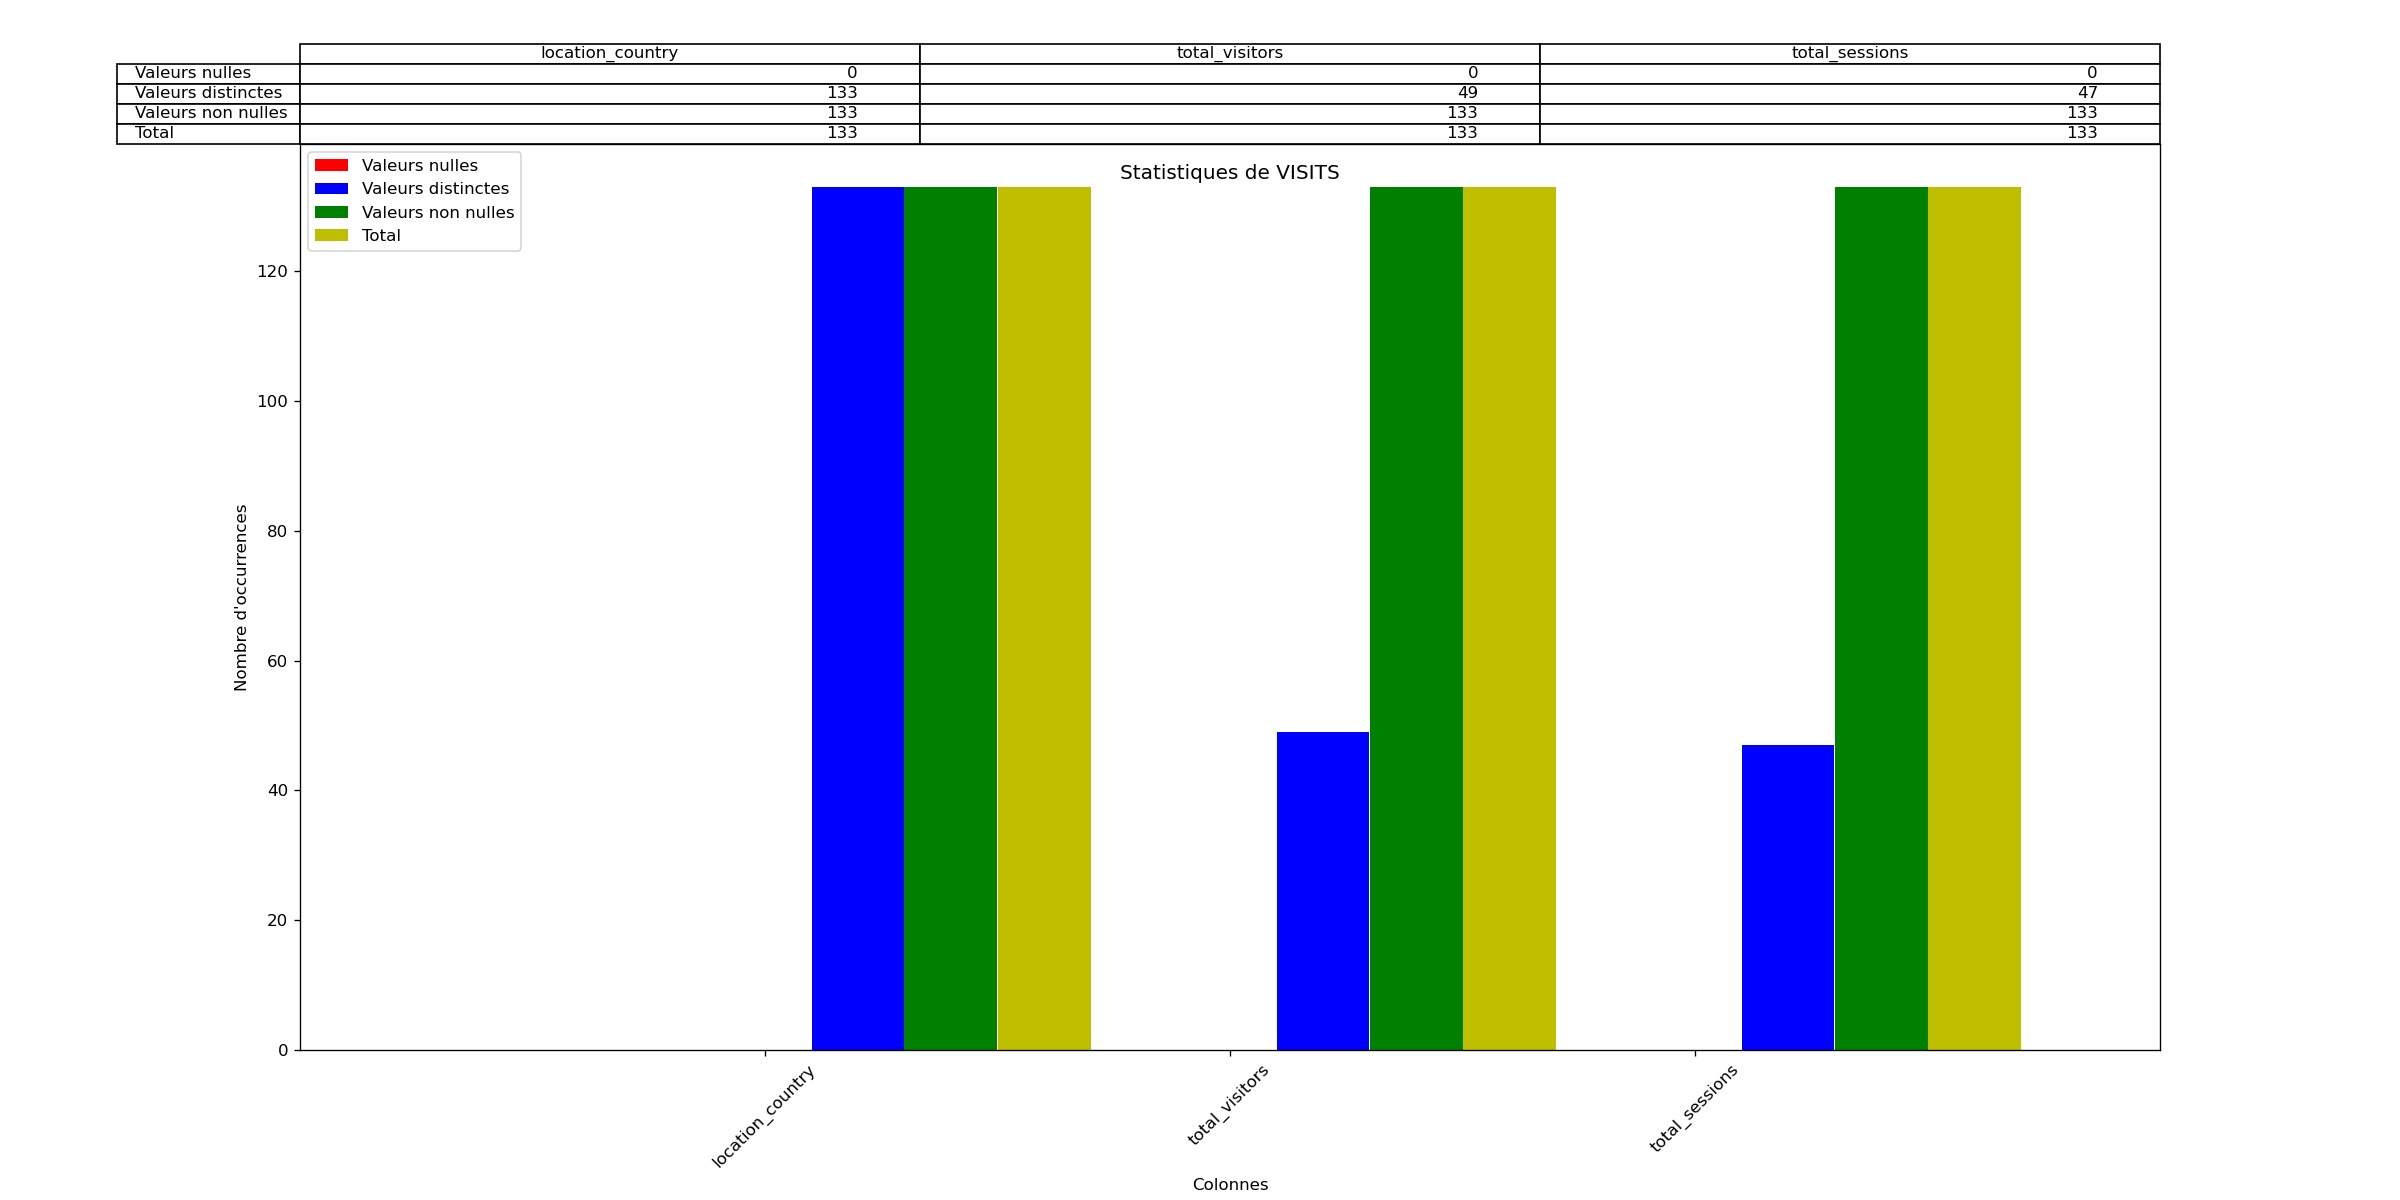 location_country total_visitors total_sessions
Valeurs nulles 0 0 0
Valeurs distinctes 133 49 47
Valeurs non nulles 133 133 133
Total 133 133 133
Statistiques de VISITS
Valeurs nulles
Valeurs distinctes
Valeurs non nulles
Total
120
100
80
60
40
20
0
Nombre d'occurrences
location_country
total_visitors
total_sessions
Colonnes